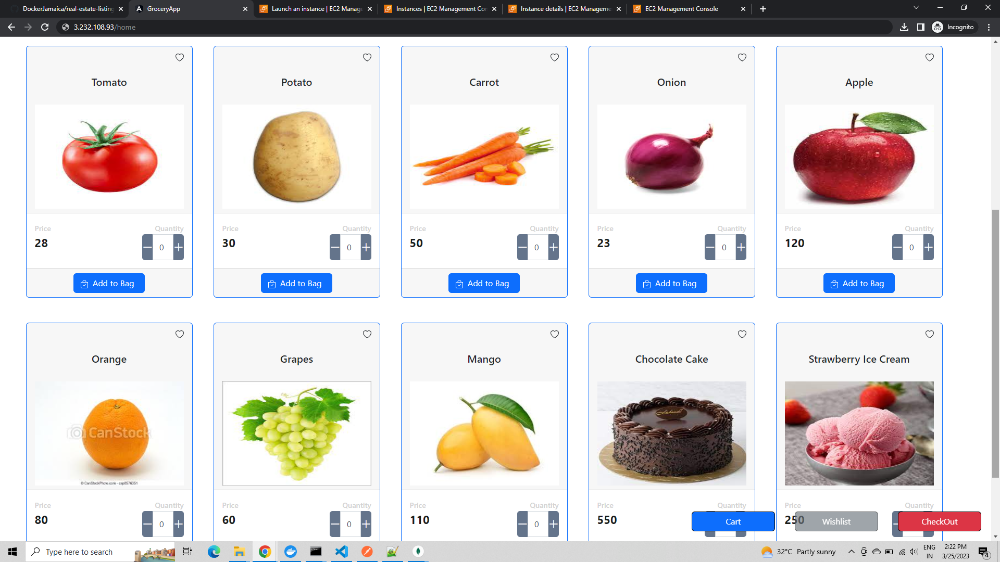 DockerJamaica/real-estate-listing
GroceryApp
Launch an instance | EC2 Manage
Instances | EC2 Management Con
Instance details | EC2 Manageme
EC2 Management Console
3.232.108.93/home
Incognito
Tomato
Potato
Carrot
Onion
Apple
Price Quantity
28 0
Price Quantity
30 0
Price Quantity
50 0
Price Quantity
23 0
Price Quantity
120 0
Add to Bag
Add to Bag
Add to Bag
Add to Bag
Add to Bag
Orange
Grapes
Mango
Chocolate Cake
Strawberry Ice Cream
CanStock
© CanStockPhoto.com - csp8576351
Price Quantity
80 0
Price Quantity
60 0
Price Quantity
110 0
Price Quantity
550
Price Quantity
250
Cart
Wishlist
CheckOut
Type here to search
32°C Partly sunny
ENG
IN
2:22 PM
3/25/2023
4